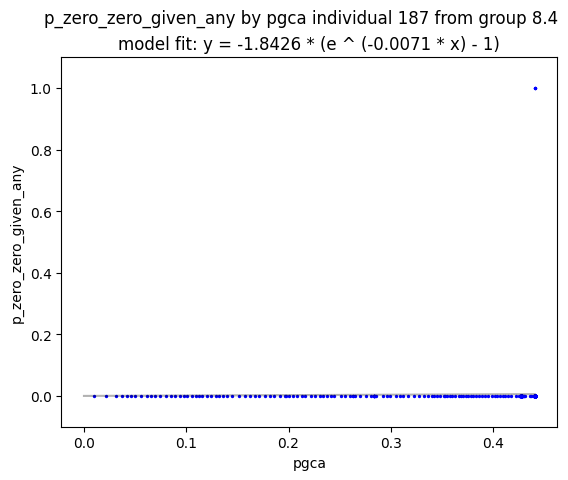 p_zero_zero_given_any by pgca individual 187 from group 8.4
model fit: y = -1.8426 * (e ^ (-0.0071 * x) - 1)
1.0
0.8
0.6
0.4
0.2
0.0
p_zero_zero_given_any
0.0 0.1 0.2 0.3 0.4
pgca